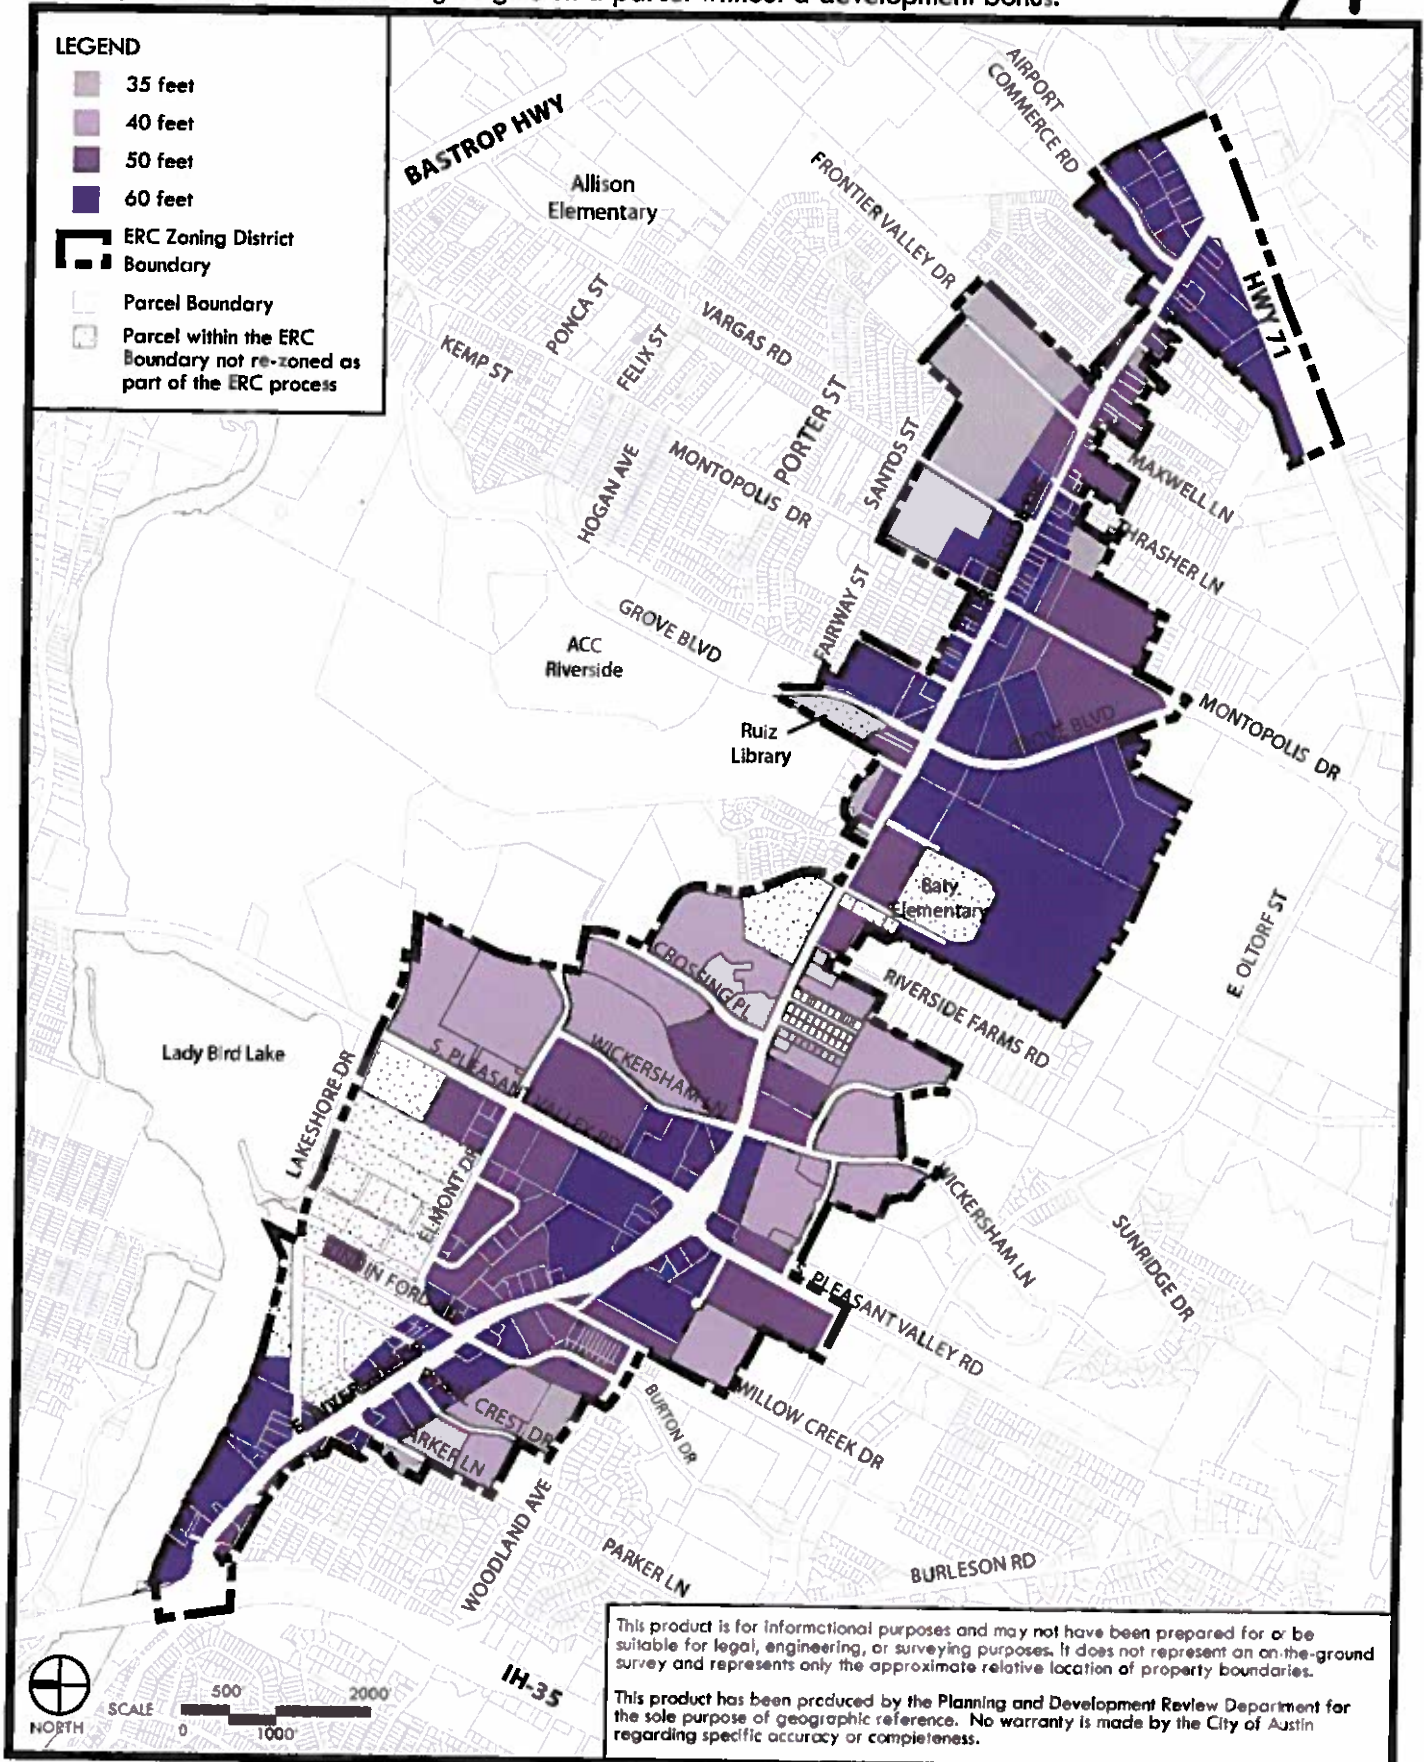 LEGEND
35 feet
40 feet
50 feet
60 feet
ERC Zoning District
Boundary
Parcel Boundary
Parcel within the ERC
Boundary not re-zoned as
part of the ERC process
on a parcel without a development bonus.
BASTROP HWY
Allison
Elementary
AIRPORT
COMMERCE RD
FRONTIER VALLEY DR
HWY 71
PONCA ST
VARGAS RD
KEMP ST
FELIX ST
PORTER ST
SANTOS ST
HOGAN AVE
MONTOPOLIS DR
MAXWELL LN
THRASHER LN
FAIRWAY ST
GROVE BLVD
ACC
Riverside
Ruiz
Library
GROVE BLVD
MONTOPOLIS DR
Baty
Elementary
E. OLTORF ST
CROSSING PL
RIVERSIDE FARMS RD
Lady Bird Lake
LAKESHORE DR
S. PLEASANT VALLEY RD
WICKERSHAM LN
ELMONT DR
WICKERSHAM LN
SUNRIDGE DR
PLEASANT VALLEY RD
WILLOW CREEK DR
BURTON DR
CREST DR
PARKER LN
WOODLAND AVE
PARKER LN
BURLESON RD
IH-35
NORTH
SCALE
500
2000
0
1000
This product is for informational purposes and may not have been prepared for or be
suitable for legal, engineering, or surveying purposes. It does not represent an on-the-ground
survey and represents only the approximate relative location of property boundaries.
This product has been produced by the Planning and Development Review Department for
the sole purpose of geographic reference. No warranty is made by the City of Austin
regarding specific accuracy or completeness.